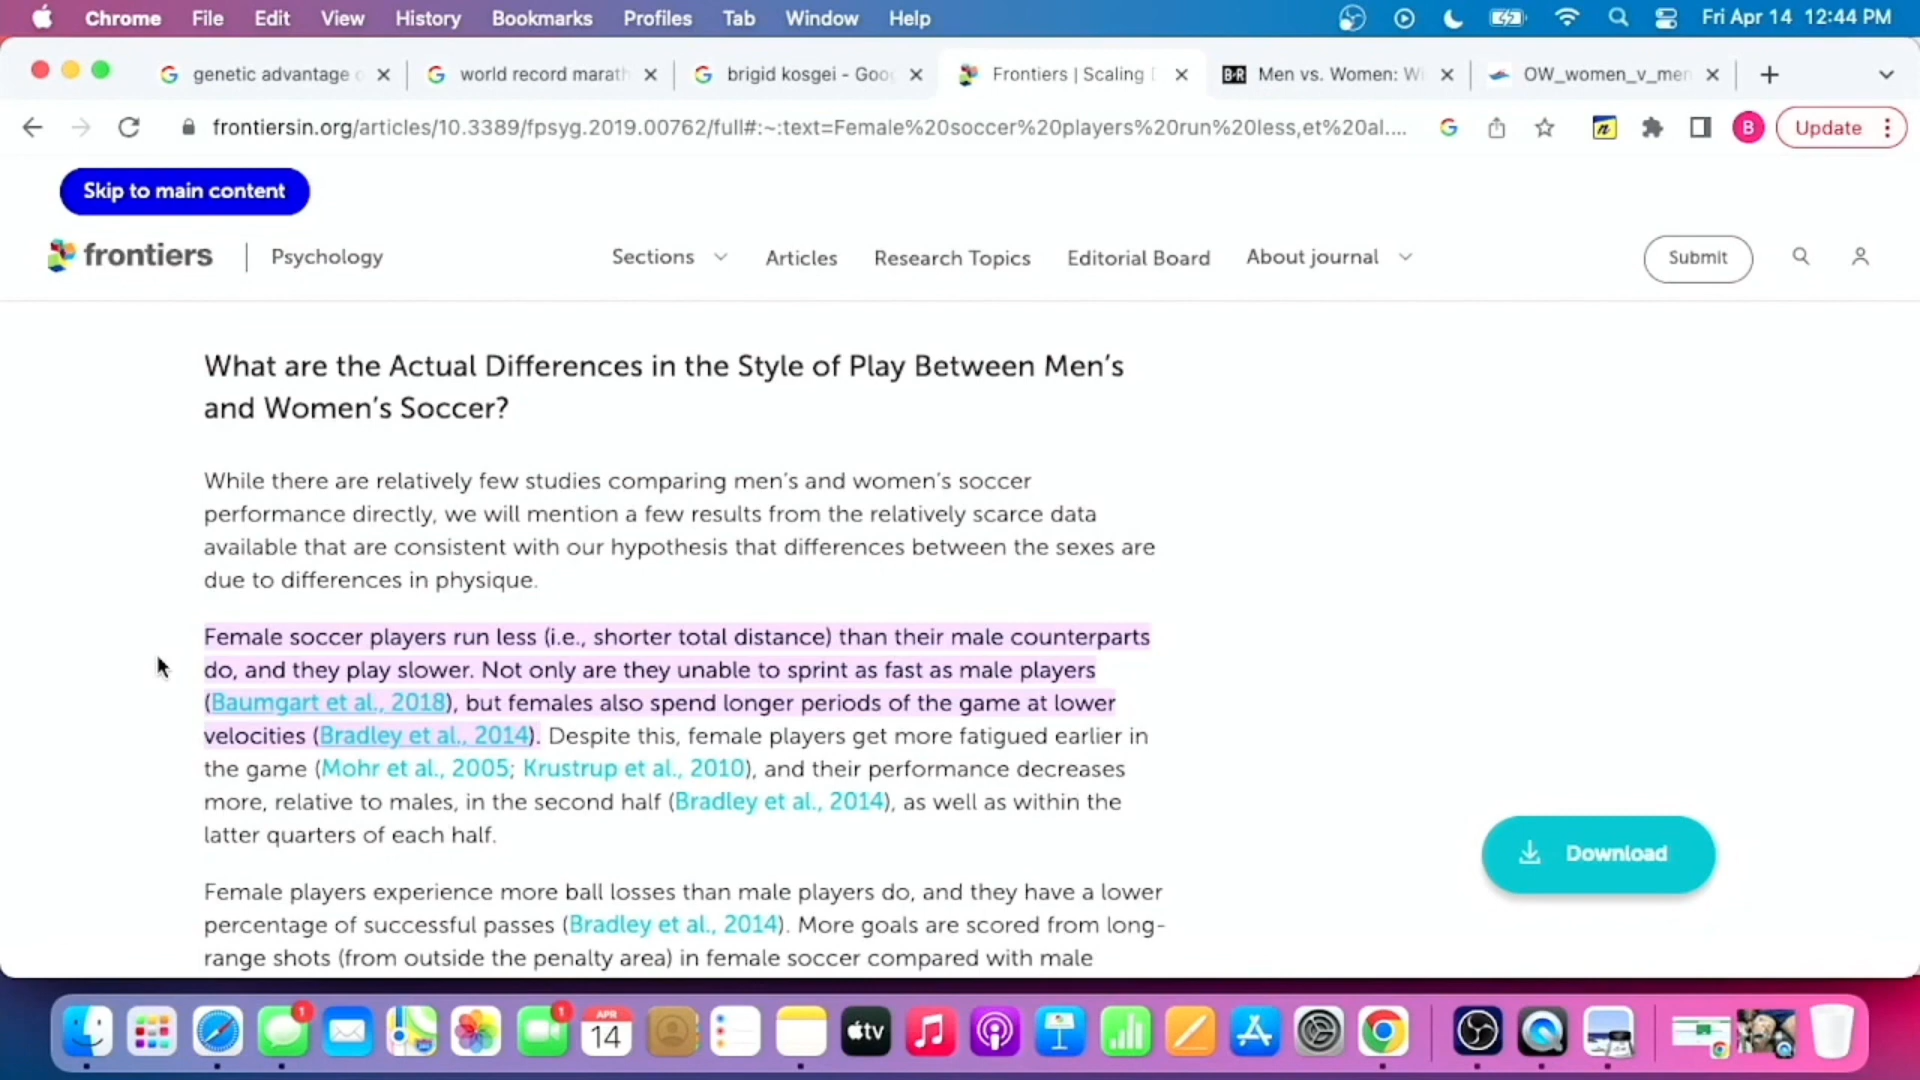 Chrome File Edit View History Bookmarks Profiles Tab Window Help Fri Apr 14 12:44 PM
genetic advantage world record marat brigid kosgei - Goo Frontiers | Scaling Men vs. Women: Wi OW_women_v_men
frontiersin.org/articles/10.3389/fpsyg.2019.00762/full#:~:text=Female%20soccer%20players%20run%20less,et%20al.... B Update
Skip to main content
frontiers Psychology Sections Articles Research Topics Editorial Board About journal Submit
What are the Actual Differences in the Style of Play Between Men’s
and Women’s Soccer?
While there are relatively few studies comparing men’s and women’s soccer
performance directly, we will mention a few results from the relatively scarce data
available that are consistent with our hypothesis that differences between the sexes are
due to differences in physique.
Female soccer players run less (i.e., shorter total distance) than their male counterparts
do, and they play slower. Not only are they unable to sprint as fast as male players
(Baumgart et al., 2018), but females also spend longer periods of the game at lower
velocities (Bradley et al., 2014). Despite this, female players get more fatigued earlier in
the game (Mohr et al., 2005; Krustrup et al., 2010), and their performance decreases
more, relative to males, in the second half (Bradley et al., 2014), as well as within the
latter quarters of each half.
Download
Female players experience more ball losses than male players do, and they have a lower
percentage of successful passes (Bradley et al., 2014). More goals are scored from long-
range shots (from outside the penalty area) in female soccer compared with male
1 1 APR 14 tv